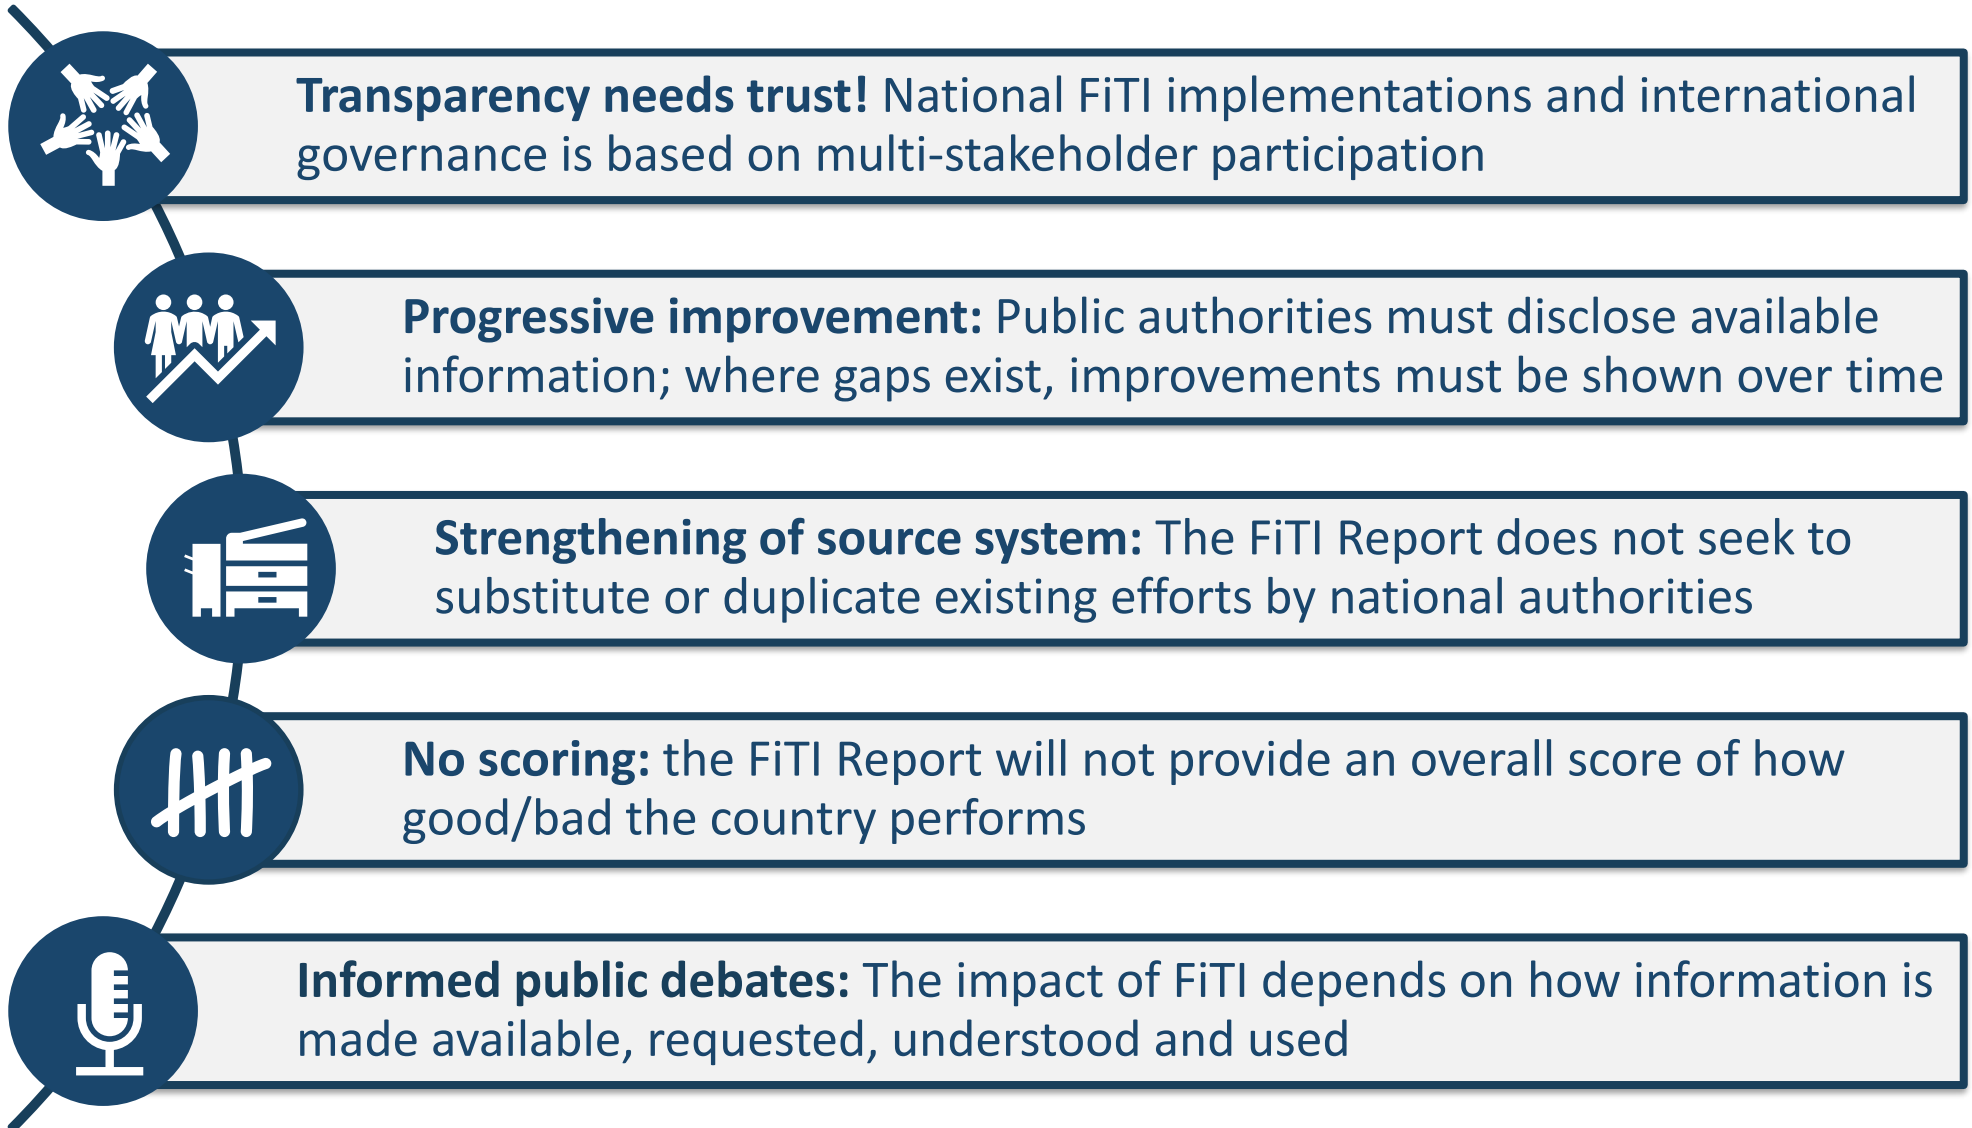 Transparency needs trust! National FiTI implementations and international
governance is based on multi-stakeholder participation
Progressive improvement: Public authorities must disclose available
information; where gaps exist, improvements must be shown over time
Strengthening of source system: The FiTI Report does not seek to
substitute or duplicate existing efforts by national authorities
No scoring: the FiTI Report will not provide an overall score of how
good/bad the country performs
Informed public debates: The impact of FiTI depends on how information is
made available, requested, understood and used